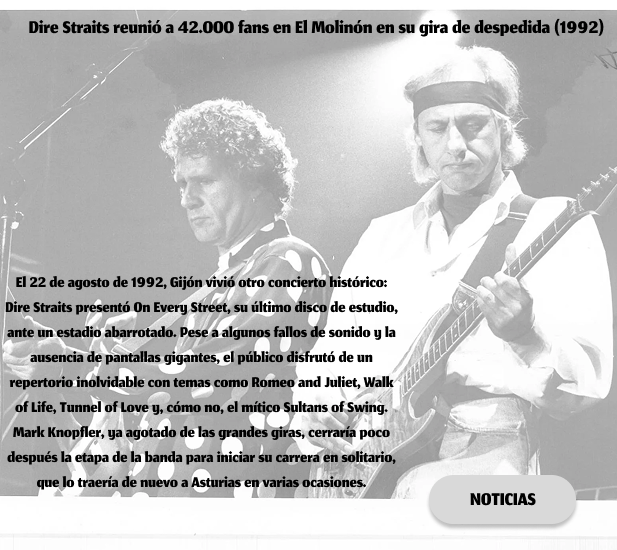 Dire Straits reunió a 42.000 fans en El Molinón en su gira de despedida (1992)
El 22 de agosto de 1992, Gijón vivió otro concierto histórico:
Dire Straits presentó On Every Street, su último disco de estudio,
ante un estadio abarrotado. Pese a algunos fallos de sonido y la
ausencia de pantallas gigantes, el público disfrutó de un
repertorio inolvidable con temas como Romeo and Juliet, Walk
of Life, Tunnel of Love y, cómo no, el mítico Sultans of Swing.
Mark Knopfler, ya agotado de las grandes giras, cerraría poco
después la etapa de la banda para iniciar su carrera en solitario,
que lo traería de nuevo a Asturias en varias ocasiones.
NOTICIAS